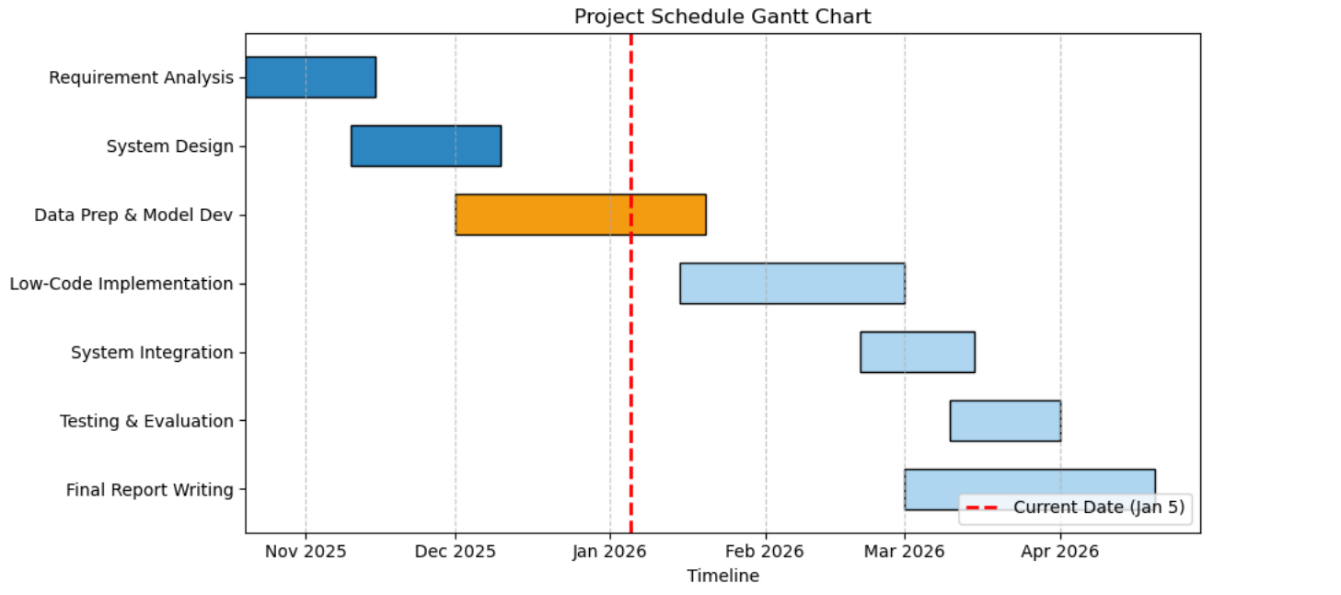 Project Schedule Gantt Chart
Requirement Analysis
System Design
Data Prep & Model Dev
Low-Code Implementation
System Integration
Testing & Evaluation
Final Report Writing
Current Date (Jan 5)
Nov 2025 Dec 2025 Jan 2026 Feb 2026 Mar 2026 Apr 2026
Timeline